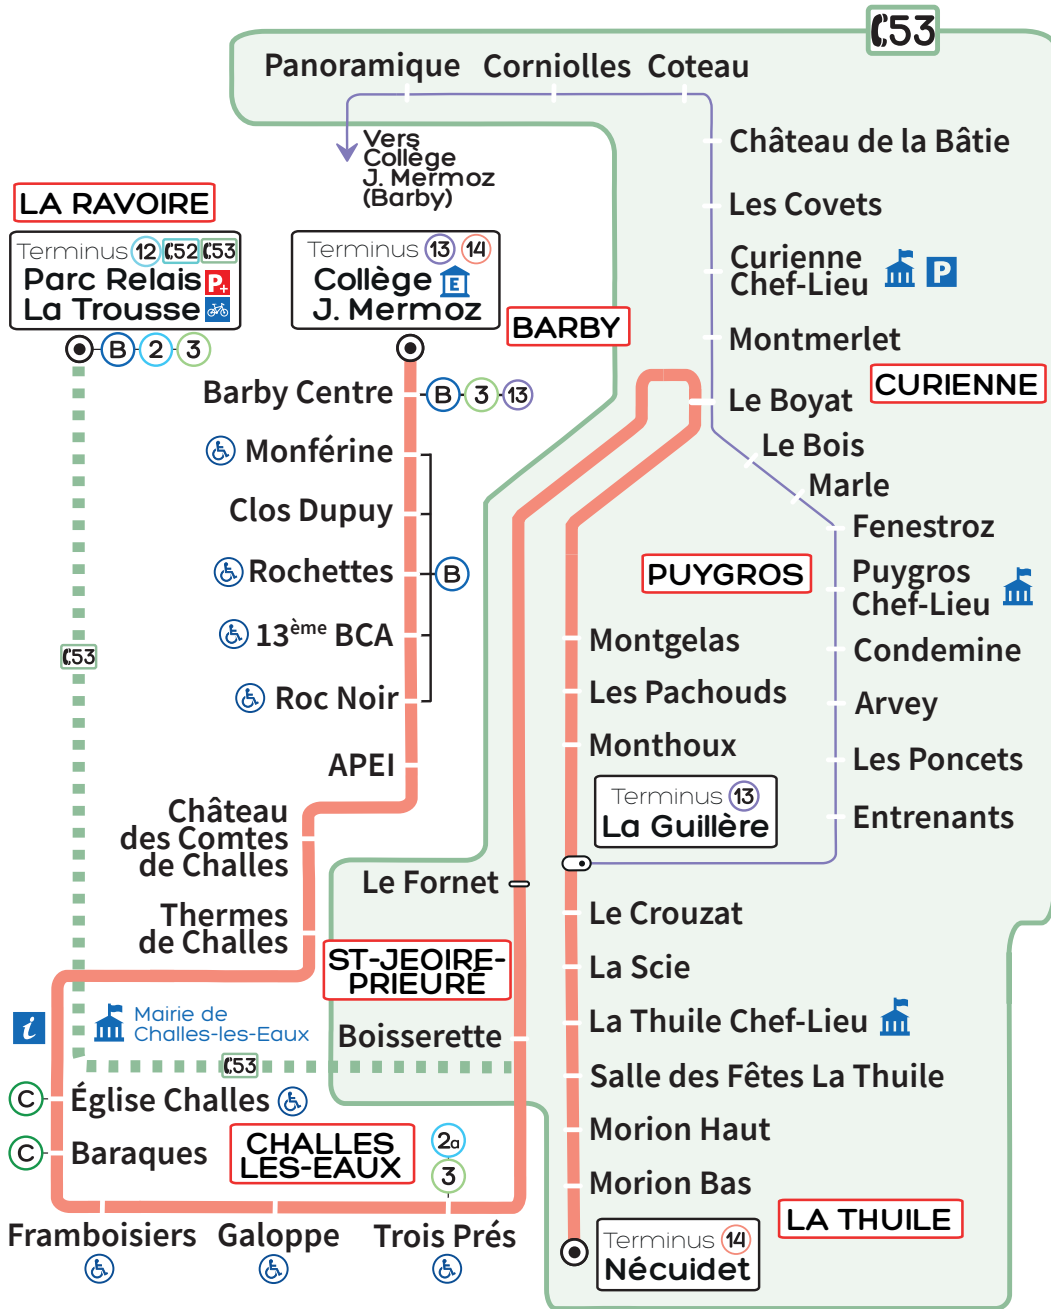 C53
Panoramique
Corniolles
Coteau
Vers
Collège
J. Mermoz
(Barby)
Château de la Bâtie
Les Covets
Curienne
Chef-Lieu
P
Montmerlet
LA RAVOIRE
Terminus 12 C52 C53
Parc Relais P+
La Trousse
B 2 3
Terminus 13 14
Collège E
J. Mermoz
BARBY
CURIENNE
Barby Centre
B 3 13
Le Boyat
Monférine
Le Bois
Marle
Clos Dupuy
Fenestroz
Rochettes
B
PUYGROS
Puygros
Chef-Lieu
13ème BCA
Montgelas
Condemine
C53
Roc Noir
Les Pachouds
Arvey
Monthoux
Les Poncets
APEI
Terminus 13
La Guillère
Entrenants
Château
des Comtes
de Challes
Le Fornet
Thermes
de Challes
Le Crouzat
ST-JEOIRE-
PRIEURÉ
La Scie
i
Mairie de
Challes-les-Eaux
Boisserette
La Thuile Chef-Lieu
C53
Salle des Fêtes La Thuile
C
Église Challes
C
Baraques
CHALLES
LES-EAUX
2a
3
Morion Haut
Morion Bas
Framboisiers
Galoppe
Trois Prés
LA THUILE
Terminus 14
Nécuidet